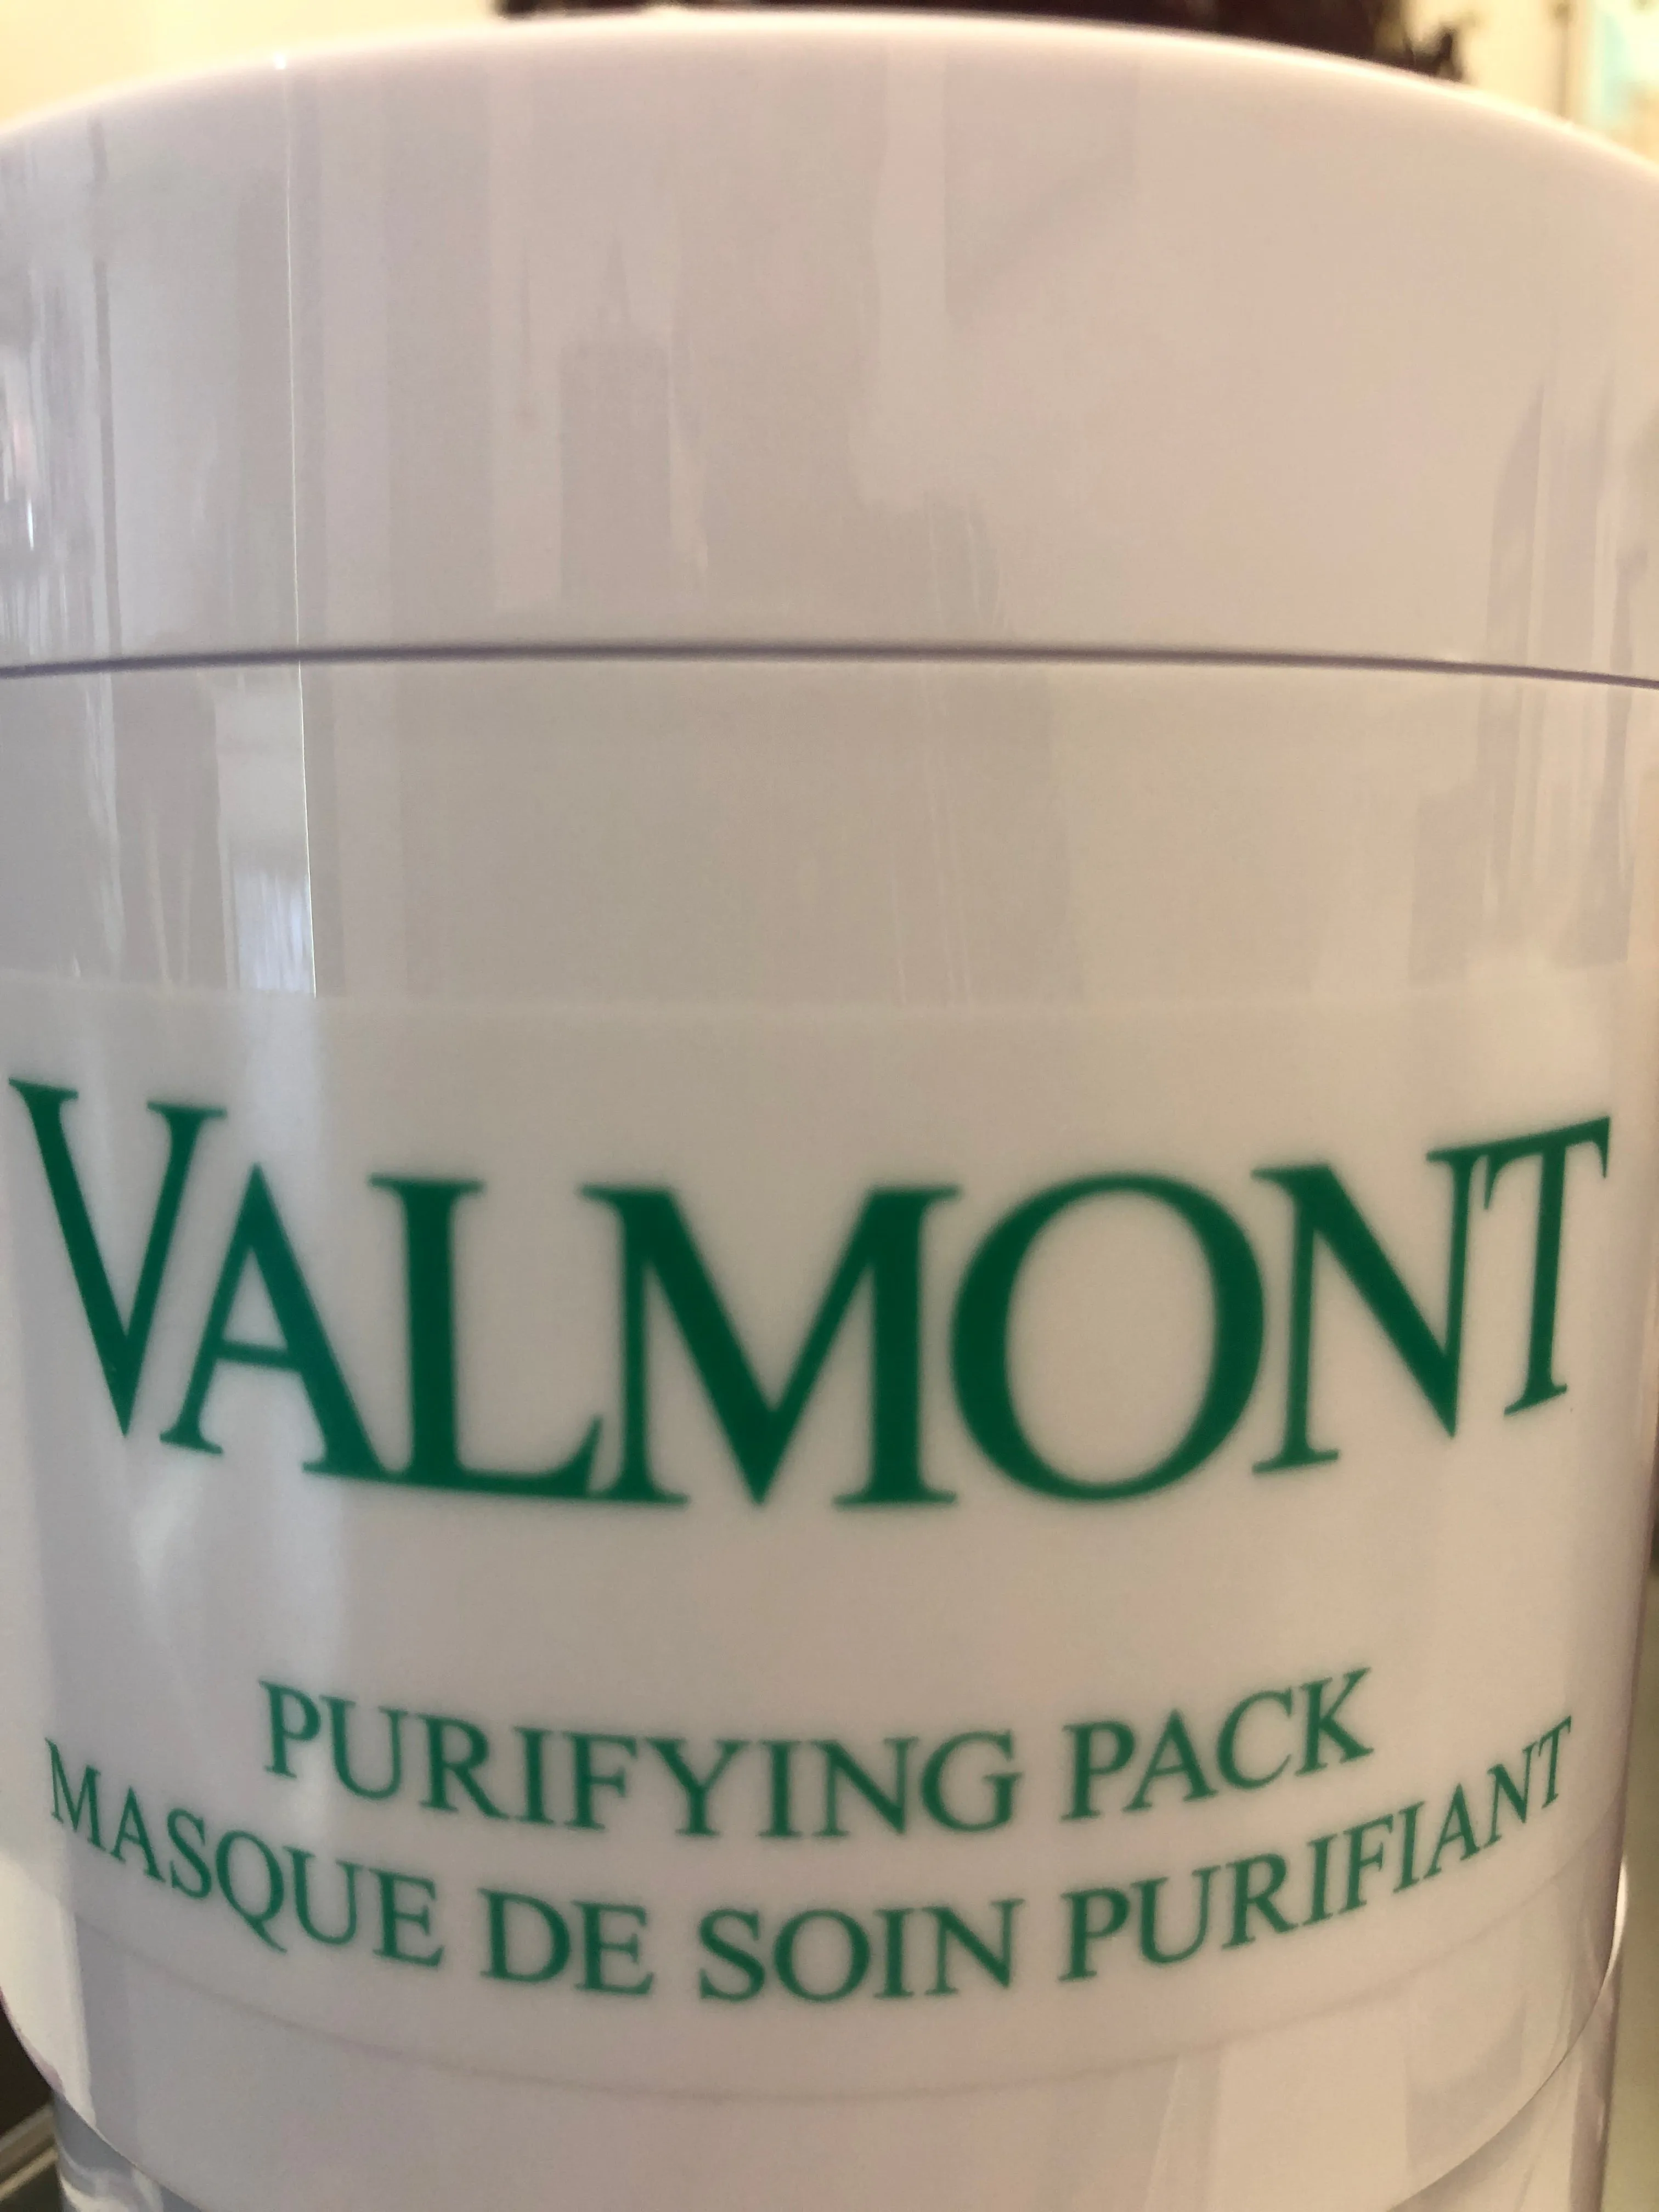 VALMONT
PURIFYING PACK
MASQUE DE SOIN PURIFIANT